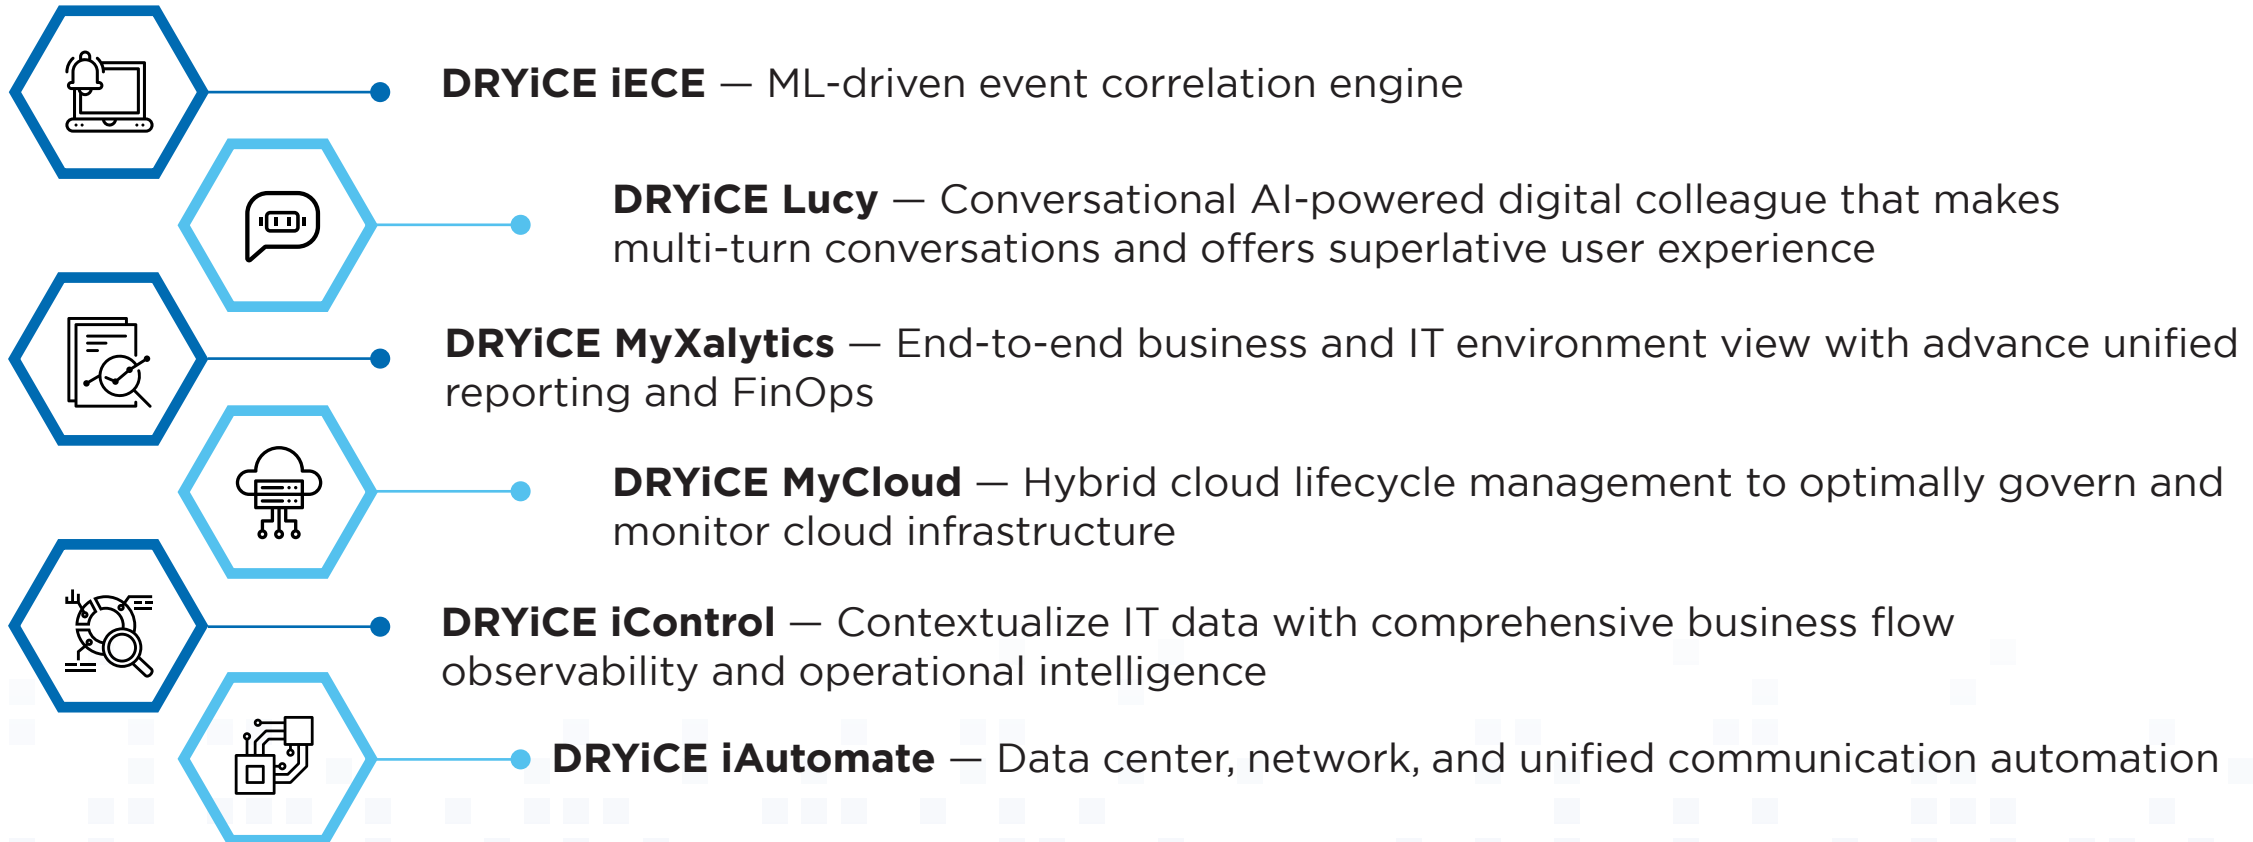 DRYiCE iECE — ML-driven event correlation engine
DRYiCE Lucy — Conversational AI-powered digital colleague that makes
multi-turn conversations and offers superlative user experience
DRYiCE MyXalytics — End-to-end business and IT environment view with advance unified
reporting and FinOps
DRYiCE MyCloud — Hybrid cloud lifecycle management to optimally govern and
monitor cloud infrastructure
DRYiCE iControl — Contextualize IT data with comprehensive business flow
observability and operational intelligence
DRYiCE iAutomate — Data center, network, and unified communication automation